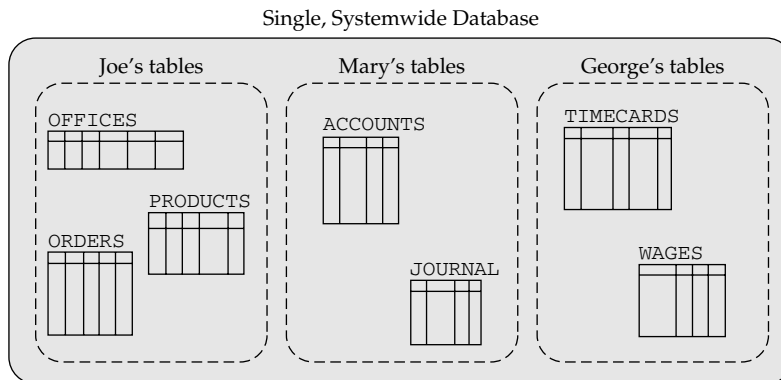 Single, Systemwide Database
Joe's tables
Mary's tables
George's tables
OFFICES
PRODUCTS
ORDERS
ACCOUNTS
JOURNAL
TIMECARDS
WAGES